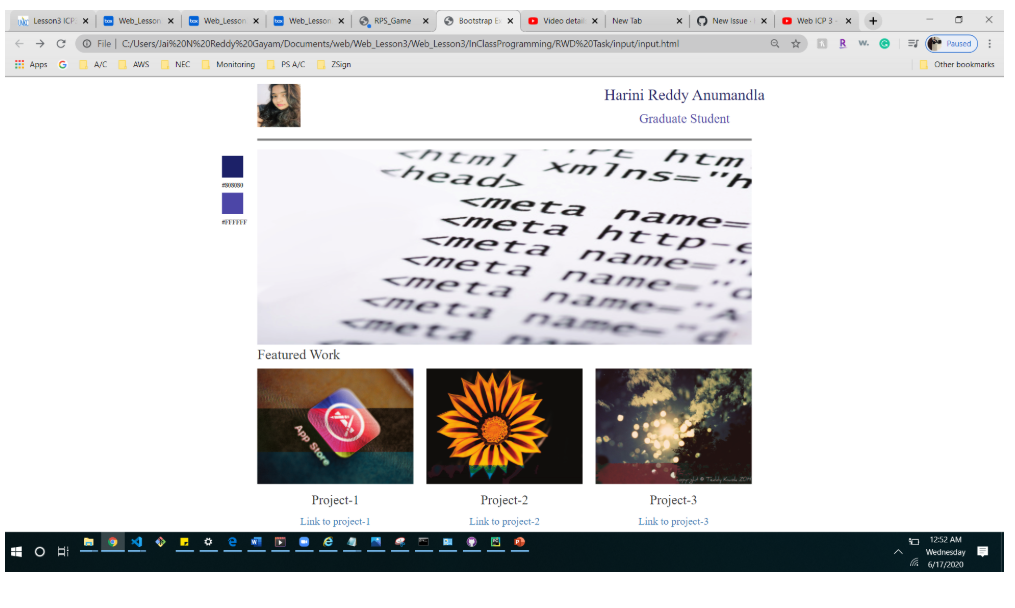 Lesson3 ICP: Web_Lesson Web_Lesson Web_Lesson RPS_Game Bootstrap E Video detail New Tab New Issue · Web ICP 3 -
File | C:/Users/Jai%20N%20Reddy%20Gayam/Documents/web/Web_Lesson3/Web_Lesson3/InClassProgramming/RWD%20Task/input/input.html Paused
Apps G A/C AWS NEC Monitoring PS A/C ZSign Other bookmarks
Harini Reddy Anumandla
Graduate Student
<html xmlns="h
<head>
<meta name=
<meta http-e
<meta name="
<meta name="d
<meta name="A
<meta name="d
#808080
#FFFFFF
Featured Work
App Store
Project-1 Project-2 Project-3
Link to project-1 Link to project-2 Link to project-3
12:52 AM
Wednesday
6/17/2020